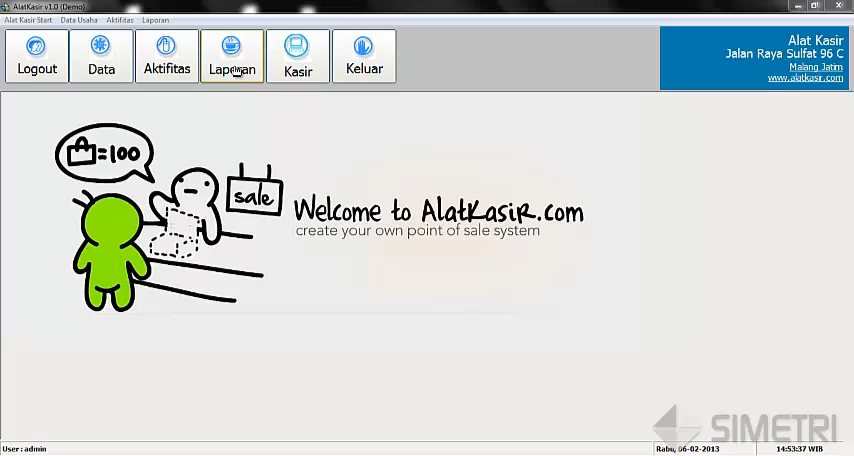 AlatKasir v1.0 (Demo)
Alat Kasir Start Data Usaha Aktifitas Laporan
Logout Data Aktifitas Laporan Kasir Keluar
Alat Kasir
Jalan Raya Sulfat 96 C
Malang Jatim
www.alatkasir.com
=100
sale
Welcome to AlatKasir.com
create your own point of sale system
SIMETRI
User : admin
Rabu, 06-02-2013
14:53:37 WIB